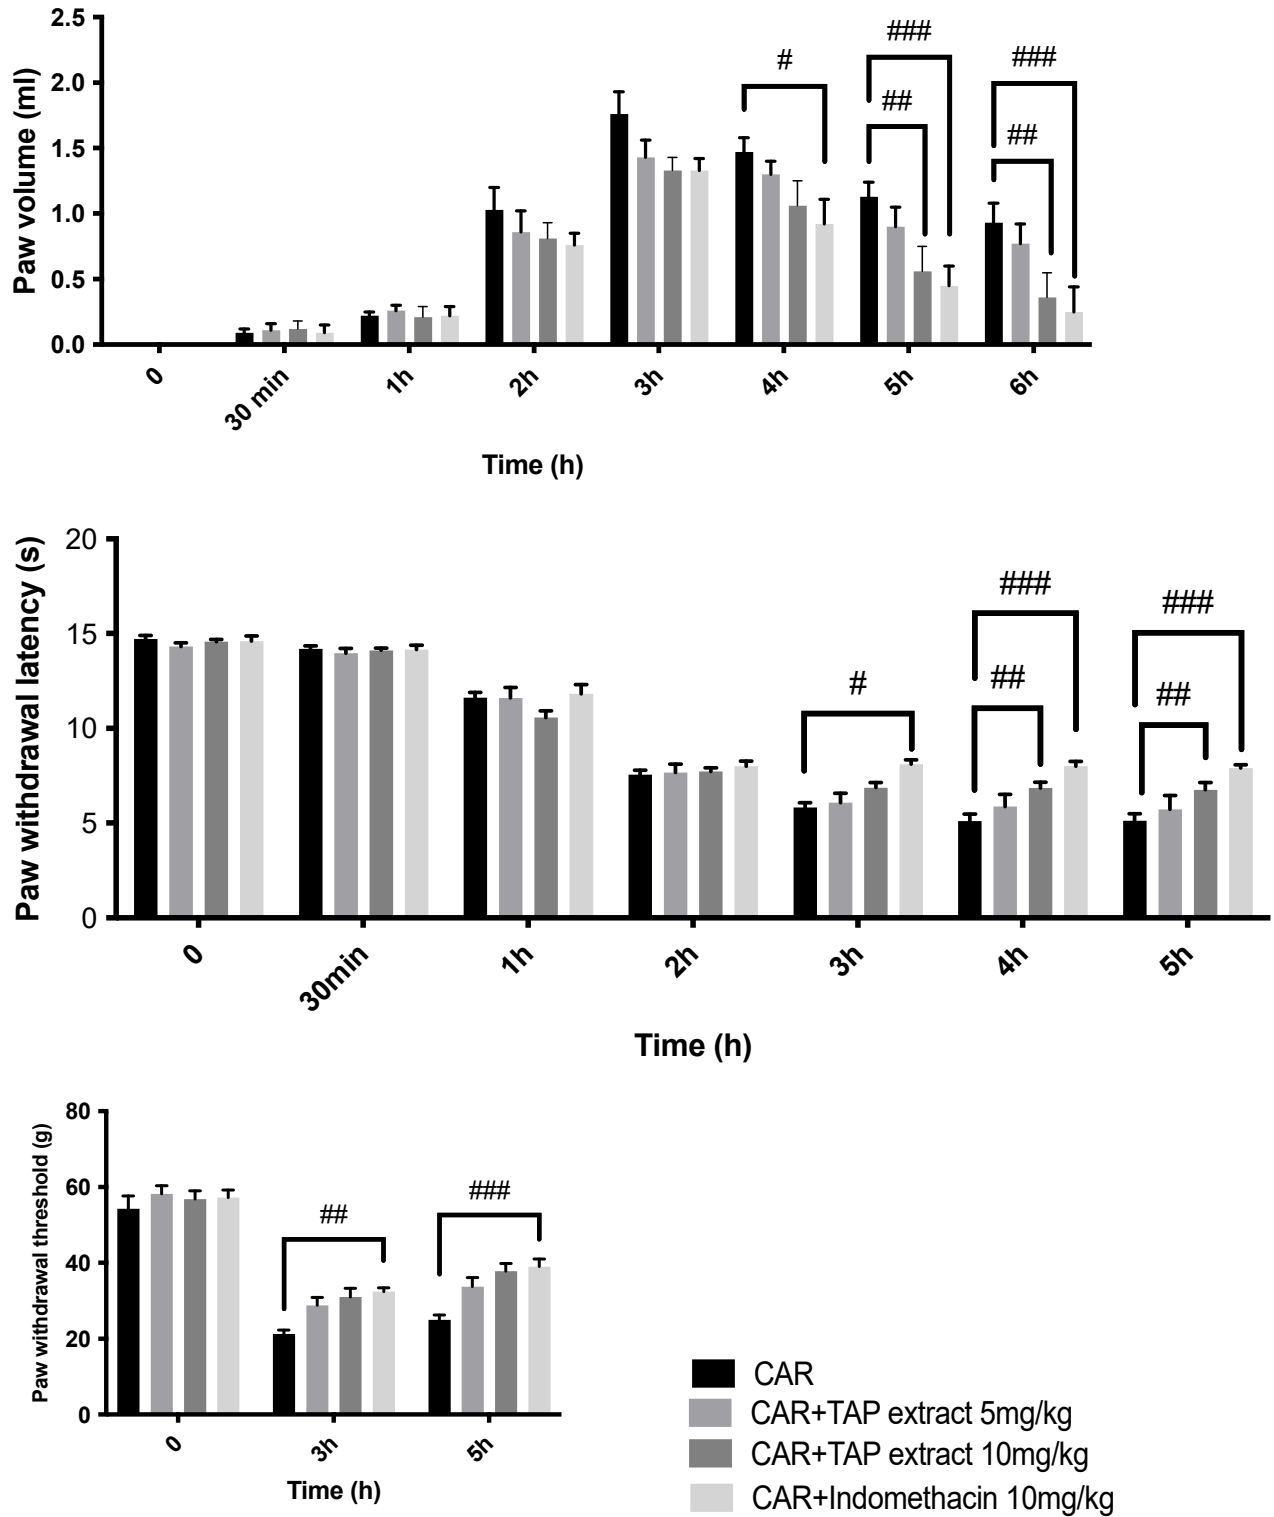 Paw volume (ml)
2.5
2.0
1.5
1.0
0.5
0.0
#
###
##
###
##
0
30 min
1h
2h
3h
4h
5h
6h
Time (h)
Paw withdrawal latency (s)
20
15
10
5
0
#
###
##
###
##
0
30min
1h
2h
3h
4h
5h
Time (h)
Paw withdrawal threshold (g)
80
60
40
20
0
##
###
0
3h
5h
Time (h)
CAR
CAR+TAP extract 5mg/kg
CAR+TAP extract 10mg/kg
CAR+Indomethacin 10mg/kg